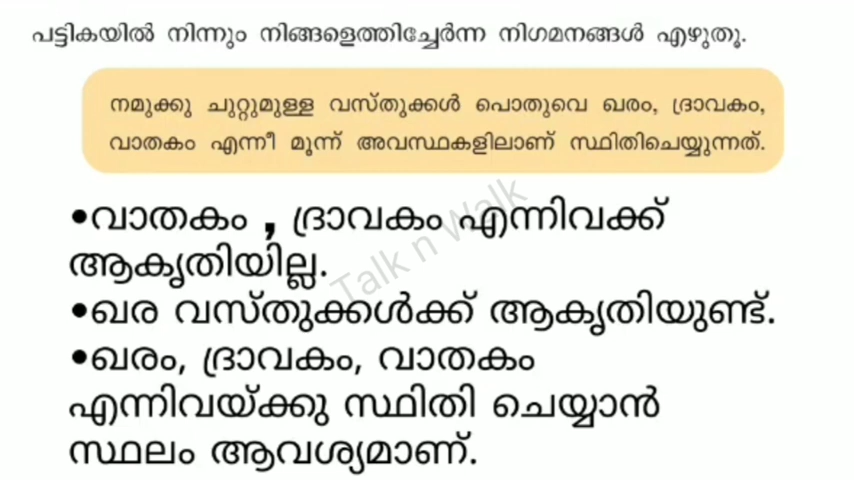 പട്ടികയിൽ നിന്നും നിങ്ങളെത്തിച്ചേർന്ന നിഗമനങ്ങൾ എഴുതൂ.
നമുക്കു ചുറ്റുമുള്ള വസ്തുക്കൾ പൊതുവെ ഖരം, ദ്രാവകം,
വാതകം എന്നീ മൂന്ന് അവസ്ഥകളിലാണ് സ്ഥിതിചെയ്യുന്നത്.
•വാതകം , ദ്രാവകം എന്നിവക്ക്
ആകൃതിയില്ല.
•ഖര വസ്തുക്കൾക്ക് ആകൃതിയുണ്ട്.
•ഖരം, ദ്രാവകം, വാതകം
എന്നിവയ്ക്കു സ്ഥിതി ചെയ്യാൻ
സ്ഥലം ആവശ്യമാണ്.
Talk n Walk